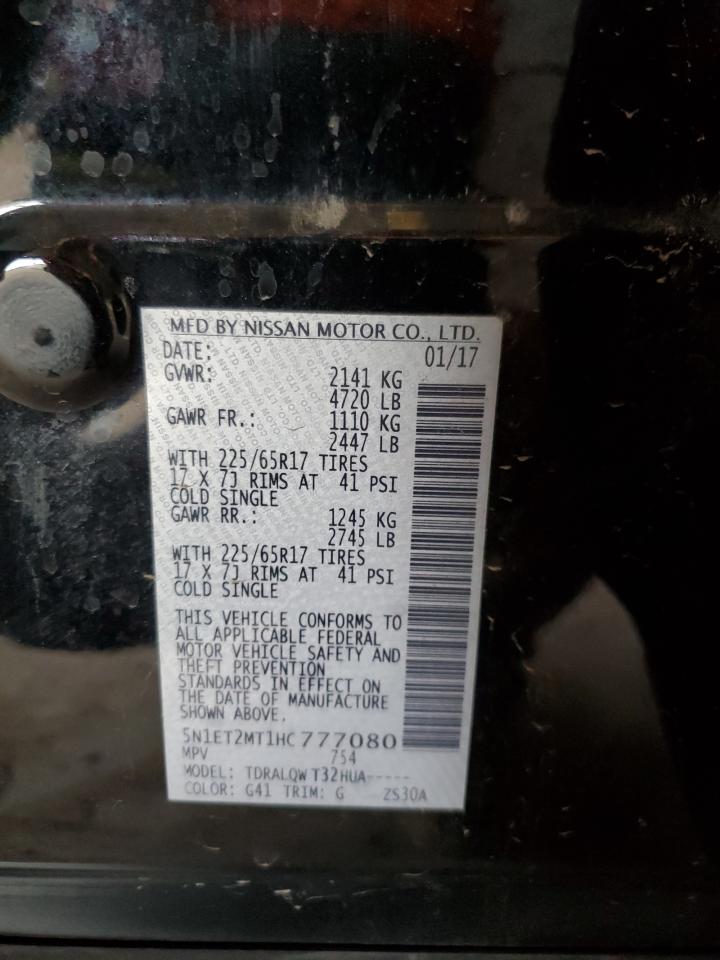 MFD BY NISSAN MOTOR CO., LTD.
DATE: 01/17
GVWR: 2141 KG
4720 LB
GAWR FR.: 1110 KG
2447 LB
WITH 225/65R17 TIRES
17 X 7J RIMS AT 41 PSI
COLD SINGLE
GAWR RR.: 1245 KG
2745 LB
WITH 225/65R17 TIRES
17 X 7J RIMS AT 41 PSI
COLD SINGLE
THIS VEHICLE CONFORMS TO
ALL APPLICABLE FEDERAL
MOTOR VEHICLE SAFETY AND
THEFT PREVENTION
STANDARDS IN EFFECT ON
THE DATE OF MANUFACTURE
SHOWN ABOVE.
5N1ET2MT1HC777080
MPV 754
MODEL: TDRALQW T32HUA-----
COLOR: G41 TRIM: G ZS30A